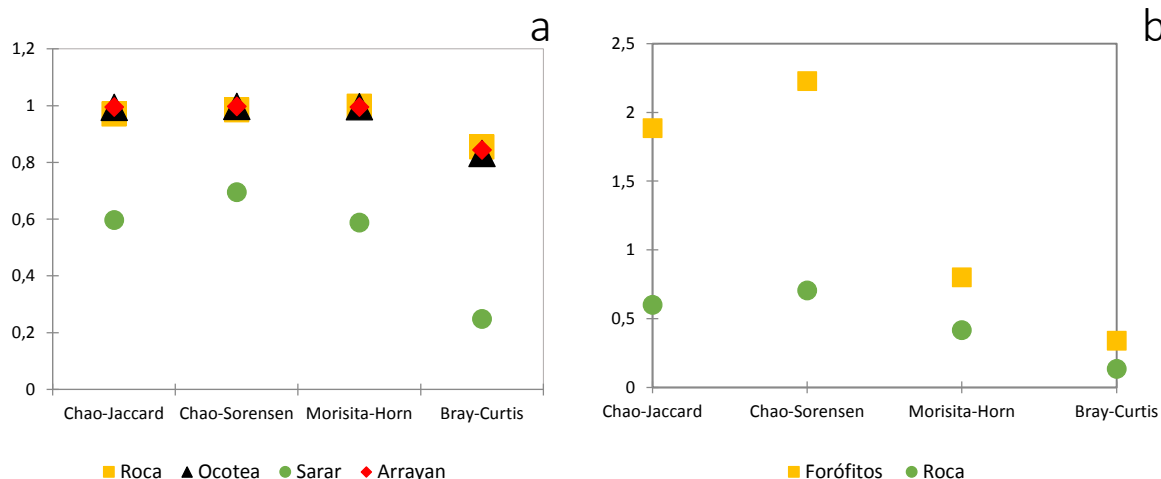 a
1,2
1
0,8
0,6
0,4
0,2
0
Chao-Jaccard Chao-Sorensen Morisita-Horn Bray-Curtis
Roca Ocotea Sarar Arrayan
b
2,5
2
1,5
1
0,5
0
Chao-Jaccard Chao-Sorensen Morisita-Horn Bray-Curtis
Forófitos Roca